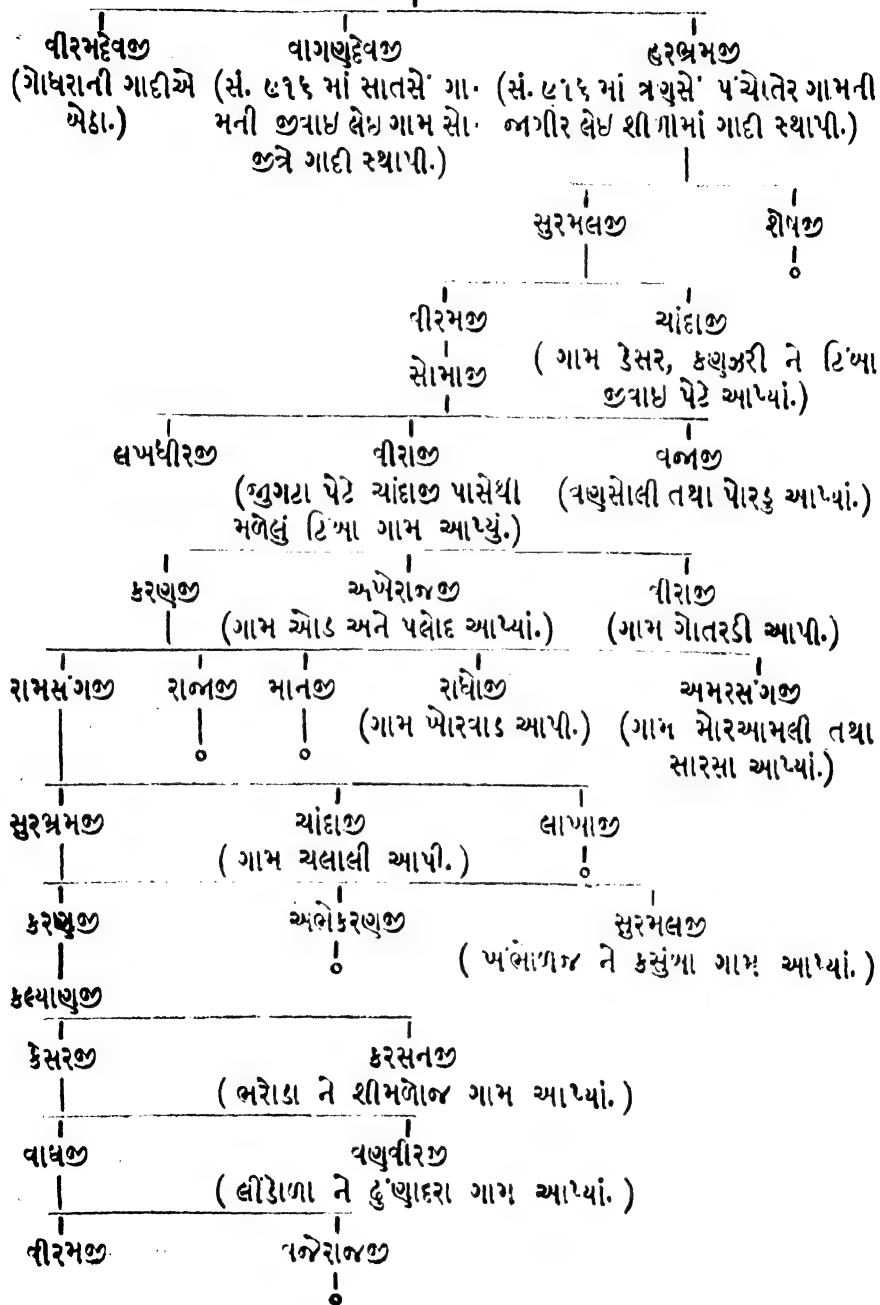 વીરમદેવજી વાગણદેવજી હરભ્રમજી
(ગોધરાની ગાદીએ (સં. ૯૧૬ માં સાતસેં ગા- (સં. ૯૧૬ માં ત્રણસેં પંચોતેર ગામની
બેઠા.) મની જીવાઇ લેઇ ગામ સો- જાગીર લેઇ શીળામાં ગાદી સ્થાપી.)
જીત્રે ગાદી સ્થાપી.)
સુરમલજી શેષજી
વીરમજી ચાંદાજી
સોમાજી ( ગામ ડેસર, કણઝરી ને ટિંબા
જીવાઇ પેટે આપ્યાં.)
લખધીરજી વીરાજી વજાજી
(જુગટા પેટે ચાંદાજી પાસેથી (વણસોલી તથા પોરડુ આપ્યાં.)
મળેલું ટિંબા ગામ આપ્યું.)
કરણજી અખેરાજજી વીરાજી
(ગામ ઓડ અને પલોદ આપ્યાં.) (ગામ ગોતરડી આપી.)
રામસંગજી રાજાજી માનજી રાધોજી અમરસંગજી
(ગામ ખોરવાડ આપી.) (ગામ મોરઆમલી તથા
સારસા આપ્યાં.)
સુરભ્રમજી ચાંદાજી લાખાજી
( ગામ ચલાલી આપી. )
કરણજી અભેકરણજી સુરમલજી
( ખંભોળજ ને કસુંબા ગામ આપ્યાં. )
કલ્યાણજી
કેસરજી કરસનજી
( ભરોડા ને શીમળોજ ગામ આપ્યાં. )
વાઘજી વણવીરજી
( લીંડોળા ને દુંણાદરા ગામ આપ્યાં. )
વીરમજી વજેરાજજી